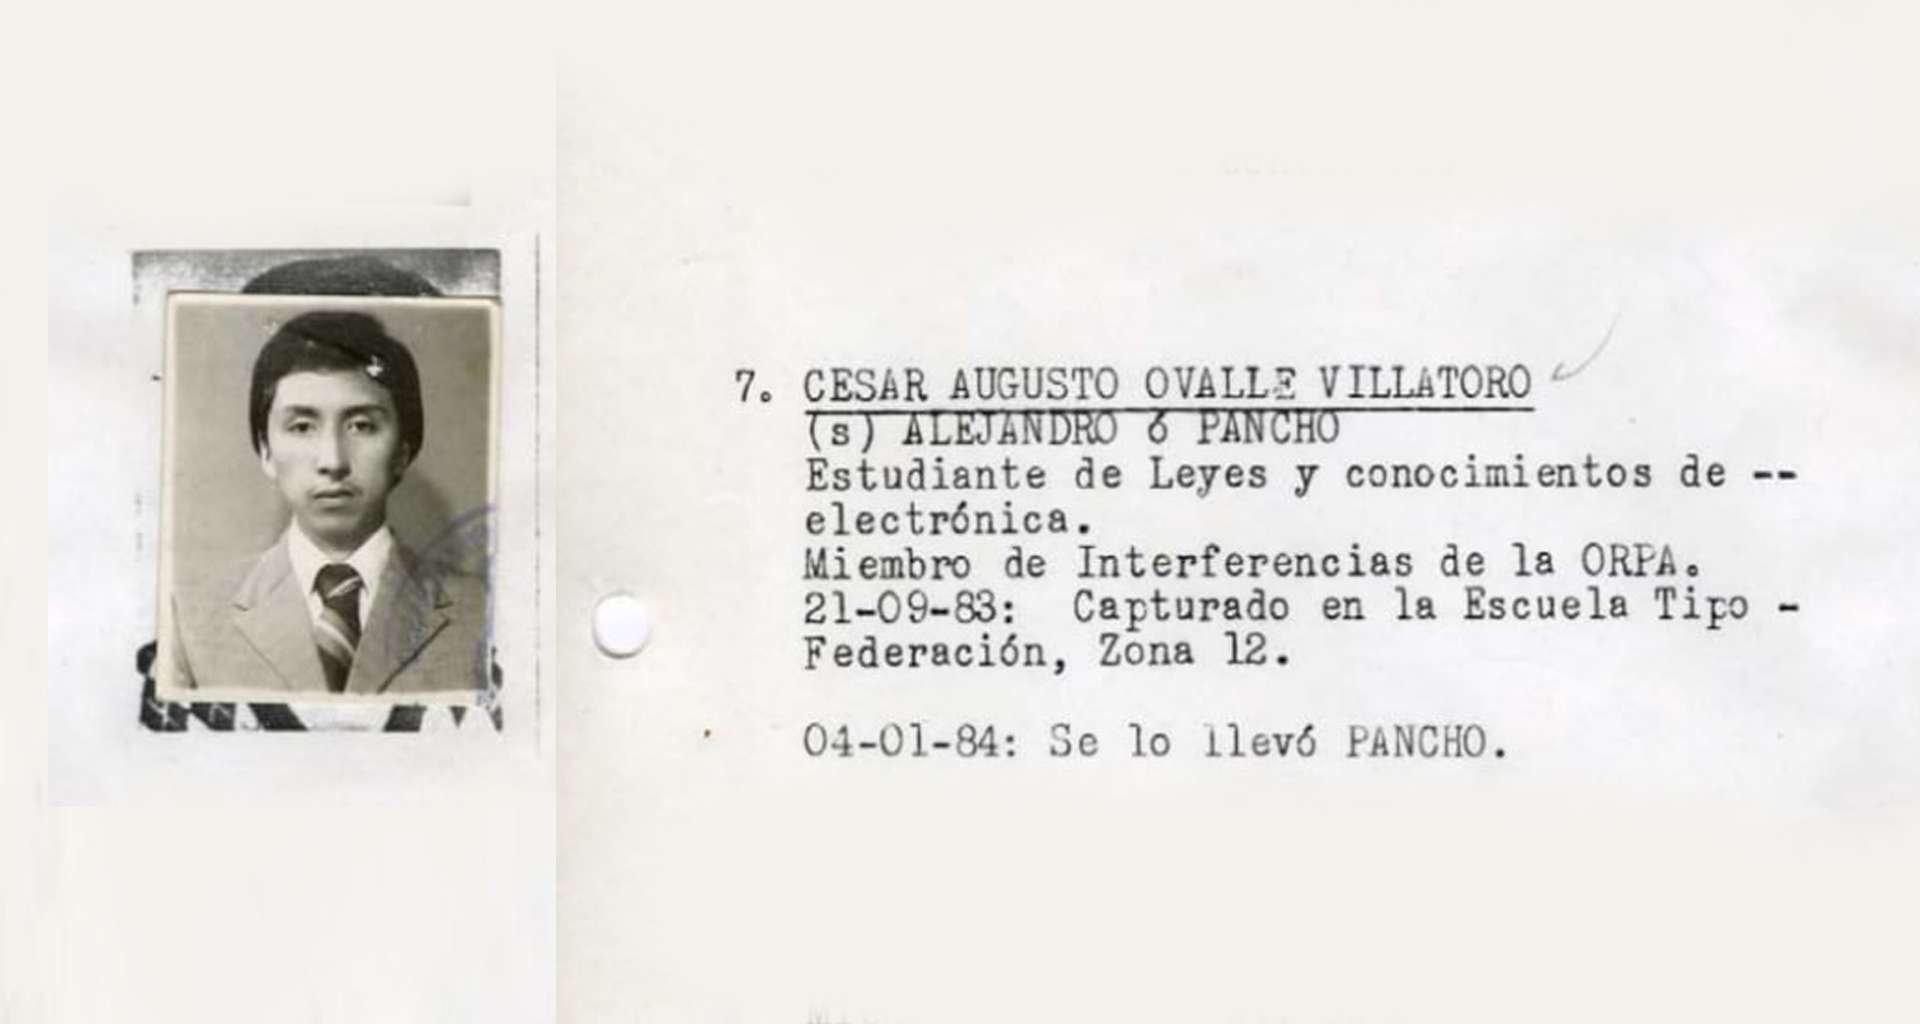 7. CESAR AUGUSTO OVALLE VILLATORO
(s) ALEJANDRO ó PANCHO
Estudiante de Leyes y conocimientos de --
electrónica.
Miembro de Interferencias de la ORPA.
21-09-83: Capturado en la Escuela Tipo -
Federación, Zona 12.
04-01-84: Se lo llevó PANCHO.